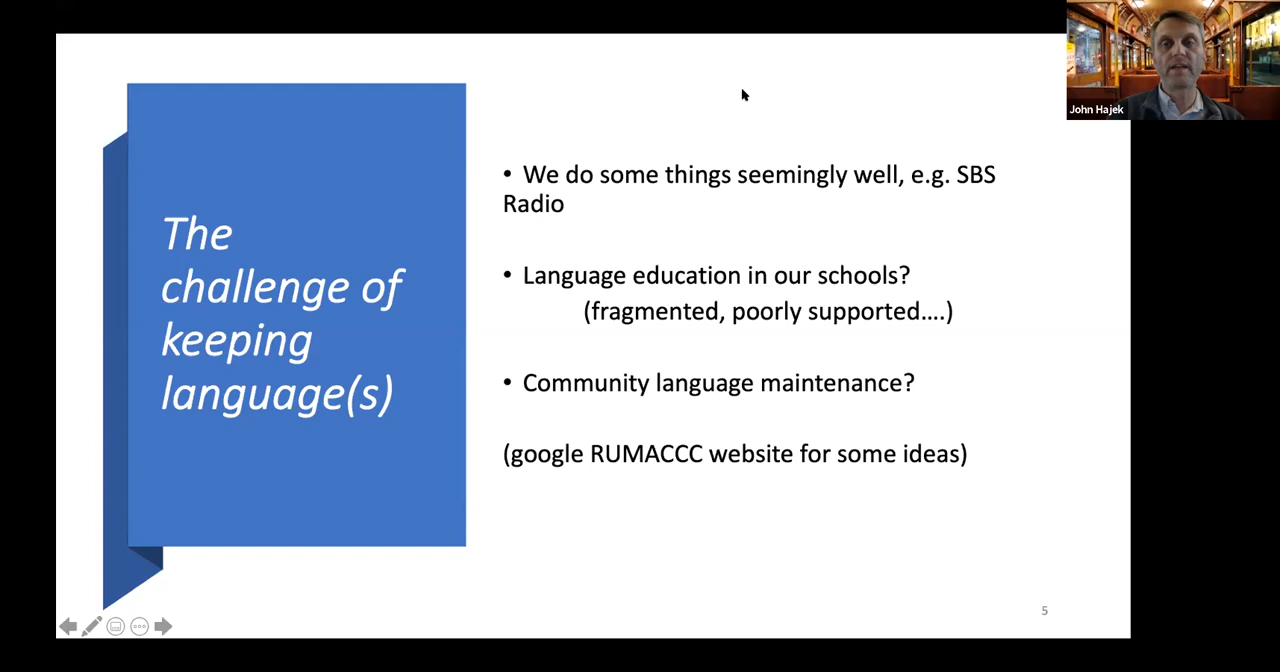 John Hajek
The
challenge of
keeping
language(s)
• We do some things seemingly well, e.g. SBS
Radio
• Language education in our schools?
(fragmented, poorly supported….)
• Community language maintenance?
(google RUMACCC website for some ideas)
5